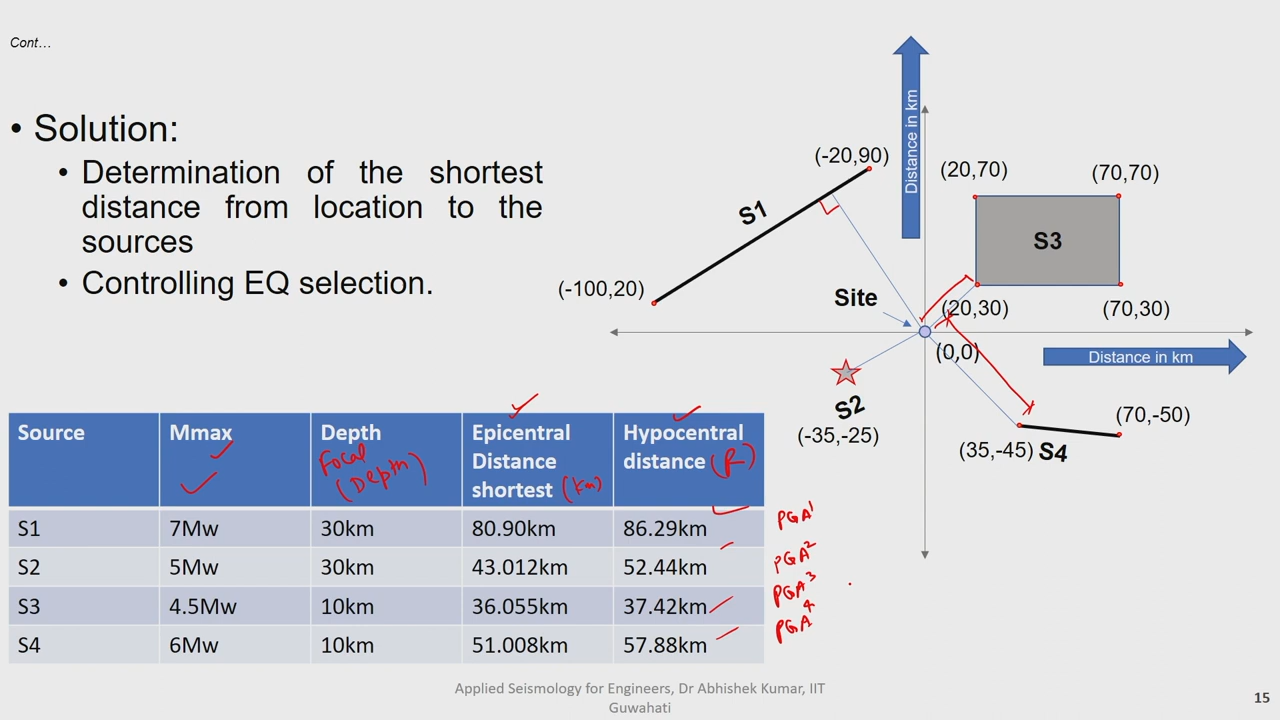 Cont…
• Solution:
• Determination of the shortest
distance from location to the
sources
• Controlling EQ selection.
Distance in km
(-20,90)
(20,70)
(70,70)
S1
S3
(-100,20)
Site
(20,30)
(70,30)
(0,0)
Distance in km
S2
(-35,-25)
(70,-50)
(35,-45) S4
Source Mmax Depth Focal (Depth) Epicentral Distance shortest (km) Hypocentral distance (R)
S1 7Mw 30km 80.90km 86.29km PGA1
S2 5Mw 30km 43.012km 52.44km PGA2
S3 4.5Mw 10km 36.055km 37.42km PGA3
S4 6Mw 10km 51.008km 57.88km PGA4
Applied Seismology for Engineers, Dr Abhishek Kumar, IIT
Guwahati
15